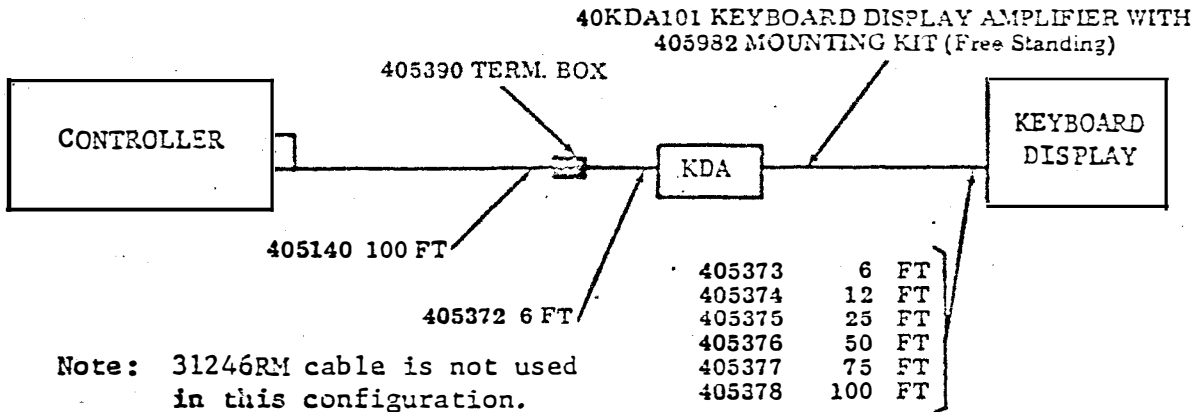 40KDA101 KEYBOARD DISPLAY AMPLIFIER WITH
405982 MOUNTING KIT (Free Standing)
405390 TERM. BOX
CONTROLLER
KDA
KEYBOARD
DISPLAY
405140 100 FT
405372 6 FT
405373 6 FT
405374 12 FT
405375 25 FT
405376 50 FT
405377 75 FT
405378 100 FT
Note: 31246RM cable is not used
in this configuration.